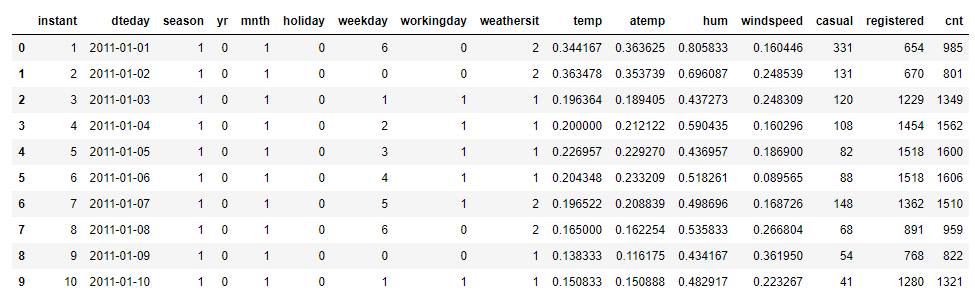 instant dteday season yr mnth holiday weekday workingday weathersit temp atemp hum windspeed casual registered cnt
0 1 2011-01-01 1 0 1 0 6 0 2 0.344167 0.363625 0.805833 0.160446 331 654 985
1 2 2011-01-02 1 0 1 0 0 0 2 0.363478 0.353739 0.696087 0.248539 131 670 801
2 3 2011-01-03 1 0 1 0 1 1 1 0.196364 0.189405 0.437273 0.248309 120 1229 1349
3 4 2011-01-04 1 0 1 0 2 1 1 0.200000 0.212122 0.590435 0.160296 108 1454 1562
4 5 2011-01-05 1 0 1 0 3 1 1 0.226957 0.229270 0.436957 0.186900 82 1518 1600
5 6 2011-01-06 1 0 1 0 4 1 1 0.204348 0.233209 0.518261 0.089565 88 1518 1606
6 7 2011-01-07 1 0 1 0 5 1 2 0.196522 0.208839 0.498696 0.168726 148 1362 1510
7 8 2011-01-08 1 0 1 0 6 0 2 0.165000 0.162254 0.535833 0.266804 68 891 959
8 9 2011-01-09 1 0 1 0 0 0 1 0.138333 0.116175 0.434167 0.361950 54 768 822
9 10 2011-01-10 1 0 1 0 1 1 1 0.150833 0.150888 0.482917 0.223267 41 1280 1321